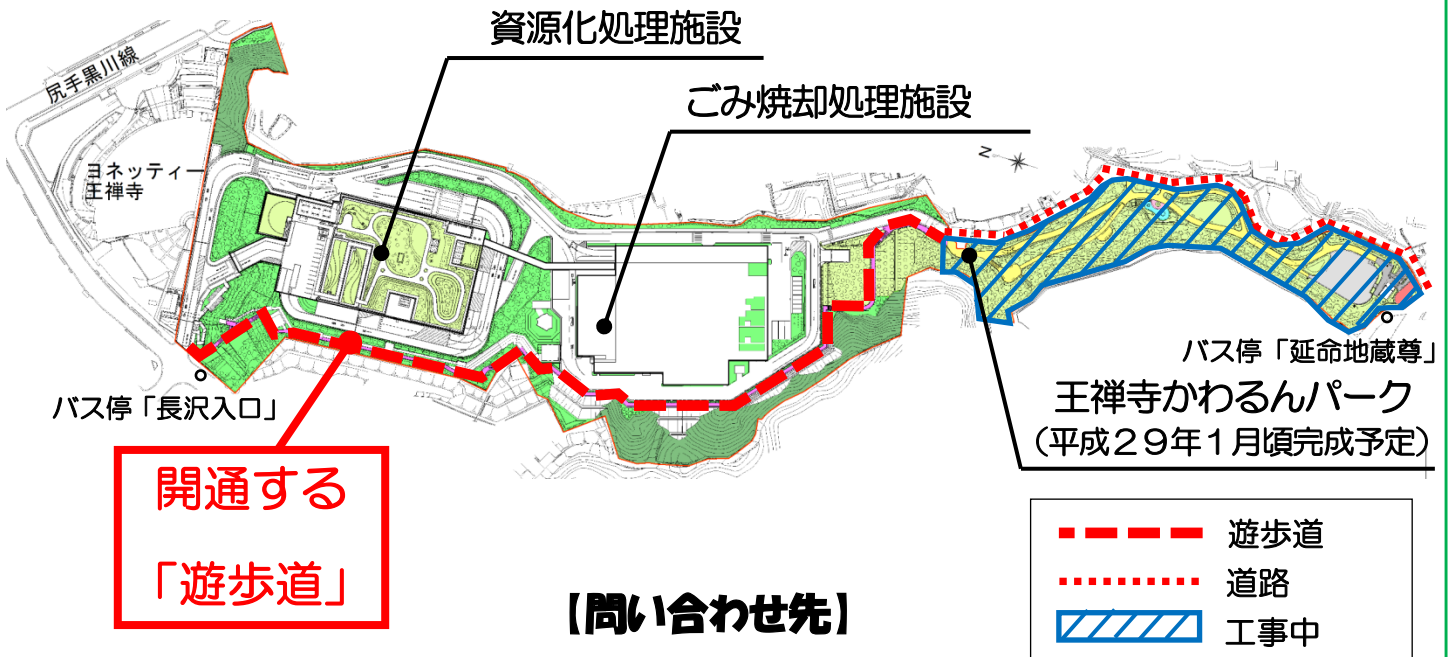 資源化処理施設
尻手黒川線
ごみ焼却処理施設
ヨネッティー
王禅寺
N
バス停「延命地蔵尊」
バス停「長沢入口」
王禅寺かわるんパーク
（平成２９年１月頃完成予定）
開通する
「遊歩道」
遊歩道
道路
工事中
【問い合わせ先】